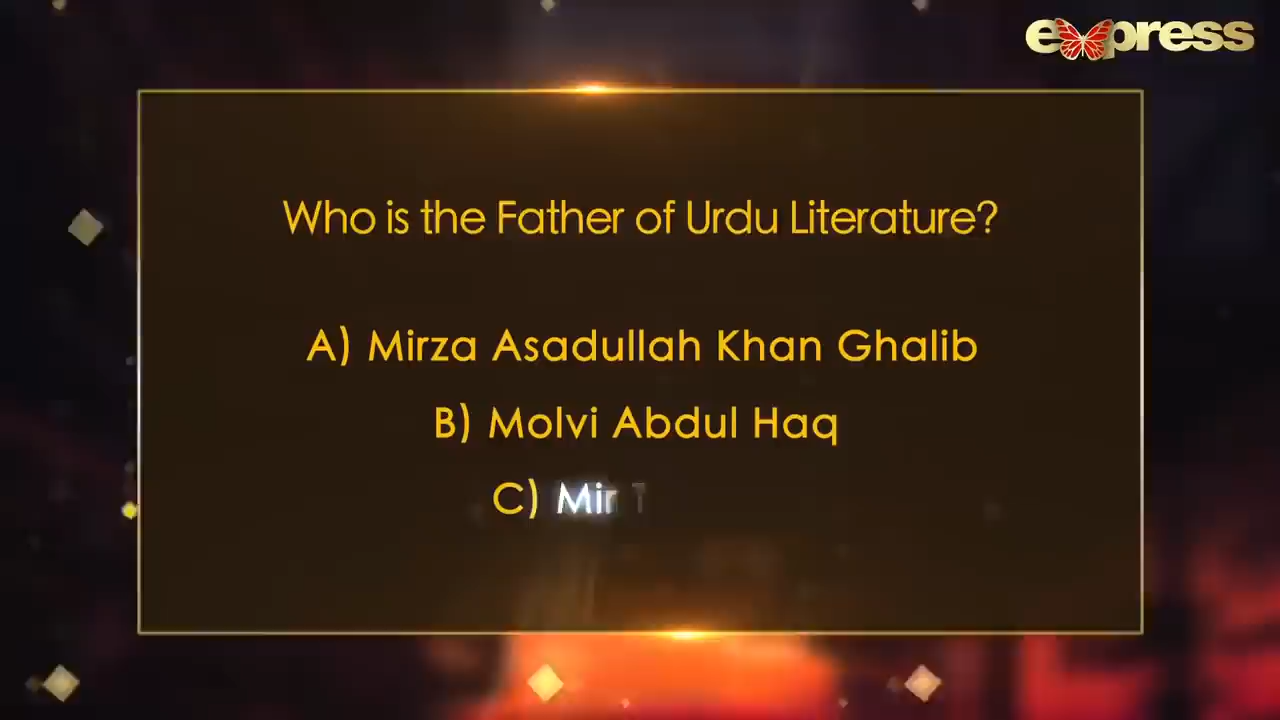 express
Who is the Father of Urdu Literature?
A) Mirza Asadullah Khan Ghalib
B) Molvi Abdul Haq
C) Mir